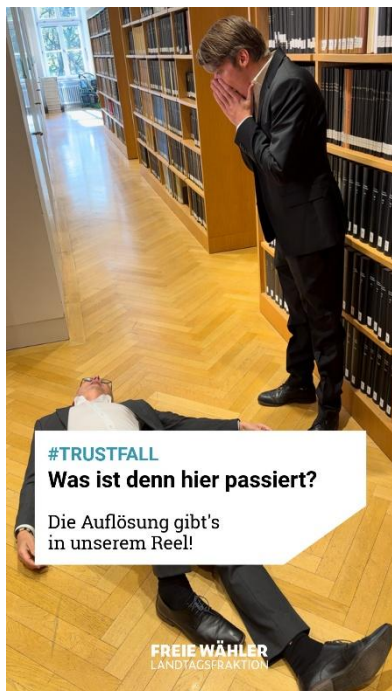 #TRUSTFALL
Was ist denn hier passiert?
Die Auflösung gibt's
in unserem Reel!
FREIE WÄHLER
LANDTAGSFRAKTION